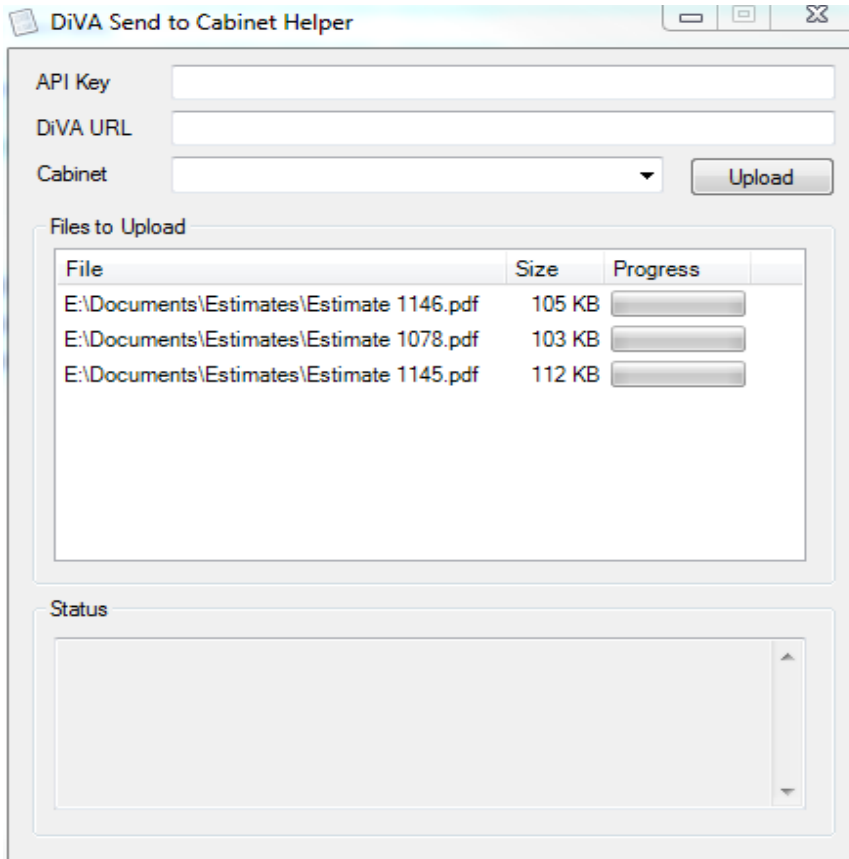 DiVA Send to Cabinet Helper
API Key
DiVA URL
Cabinet Upload
Files to Upload
File Size Progress
E:\Documents\Estimates\Estimate 1146.pdf 105 KB
E:\Documents\Estimates\Estimate 1078.pdf 103 KB
E:\Documents\Estimates\Estimate 1145.pdf 112 KB
Status